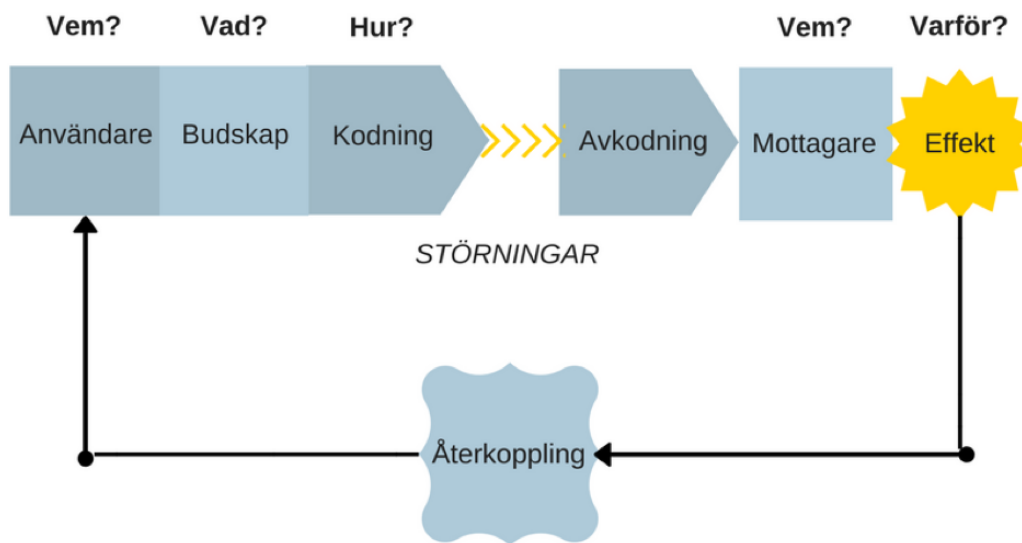 Vem?
Vad?
Hur?
Vem?
Varför?
Användare
Budskap
Kodning
Avkodning
Mottagare
Effekt
STÖRNINGAR
Återkoppling